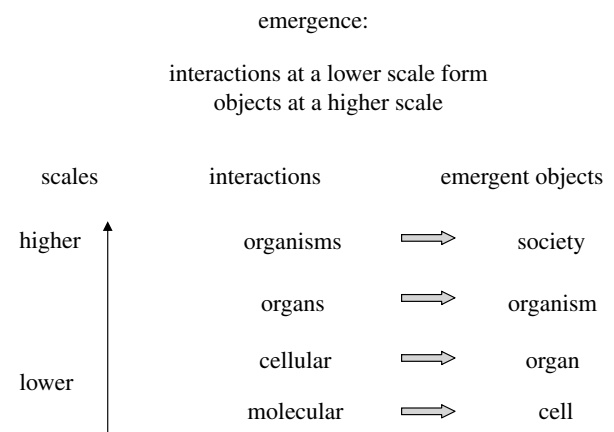 emergence:
interactions at a lower scale form
objects at a higher scale
scales interactions emergent objects
higher organisms society
organs organism
cellular organ
lower
molecular cell